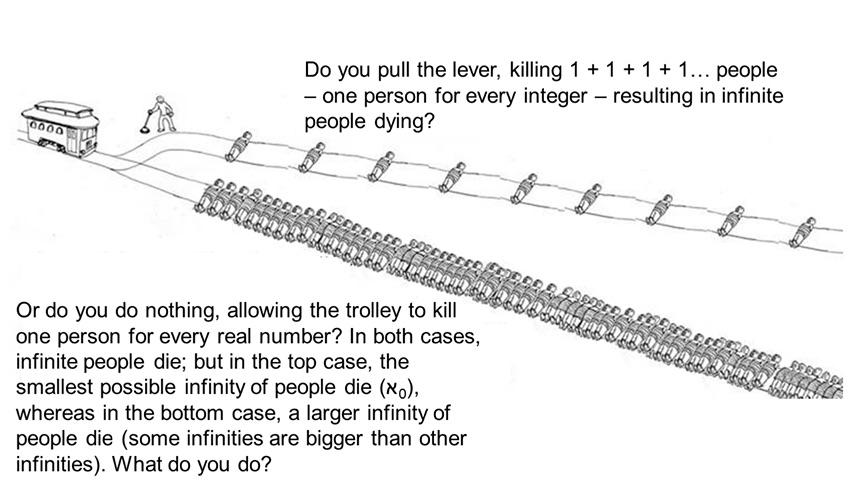 Do you pull the lever, killing 1 + 1 + 1 + 1… people
– one person for every integer – resulting in infinite
people dying?
Or do you do nothing, allowing the trolley to kill
one person for every real number? In both cases,
infinite people die; but in the top case, the
smallest possible infinity of people die (ℵ₀),
whereas in the bottom case, a larger infinity of
people die (some infinities are bigger than other
infinities). What do you do?